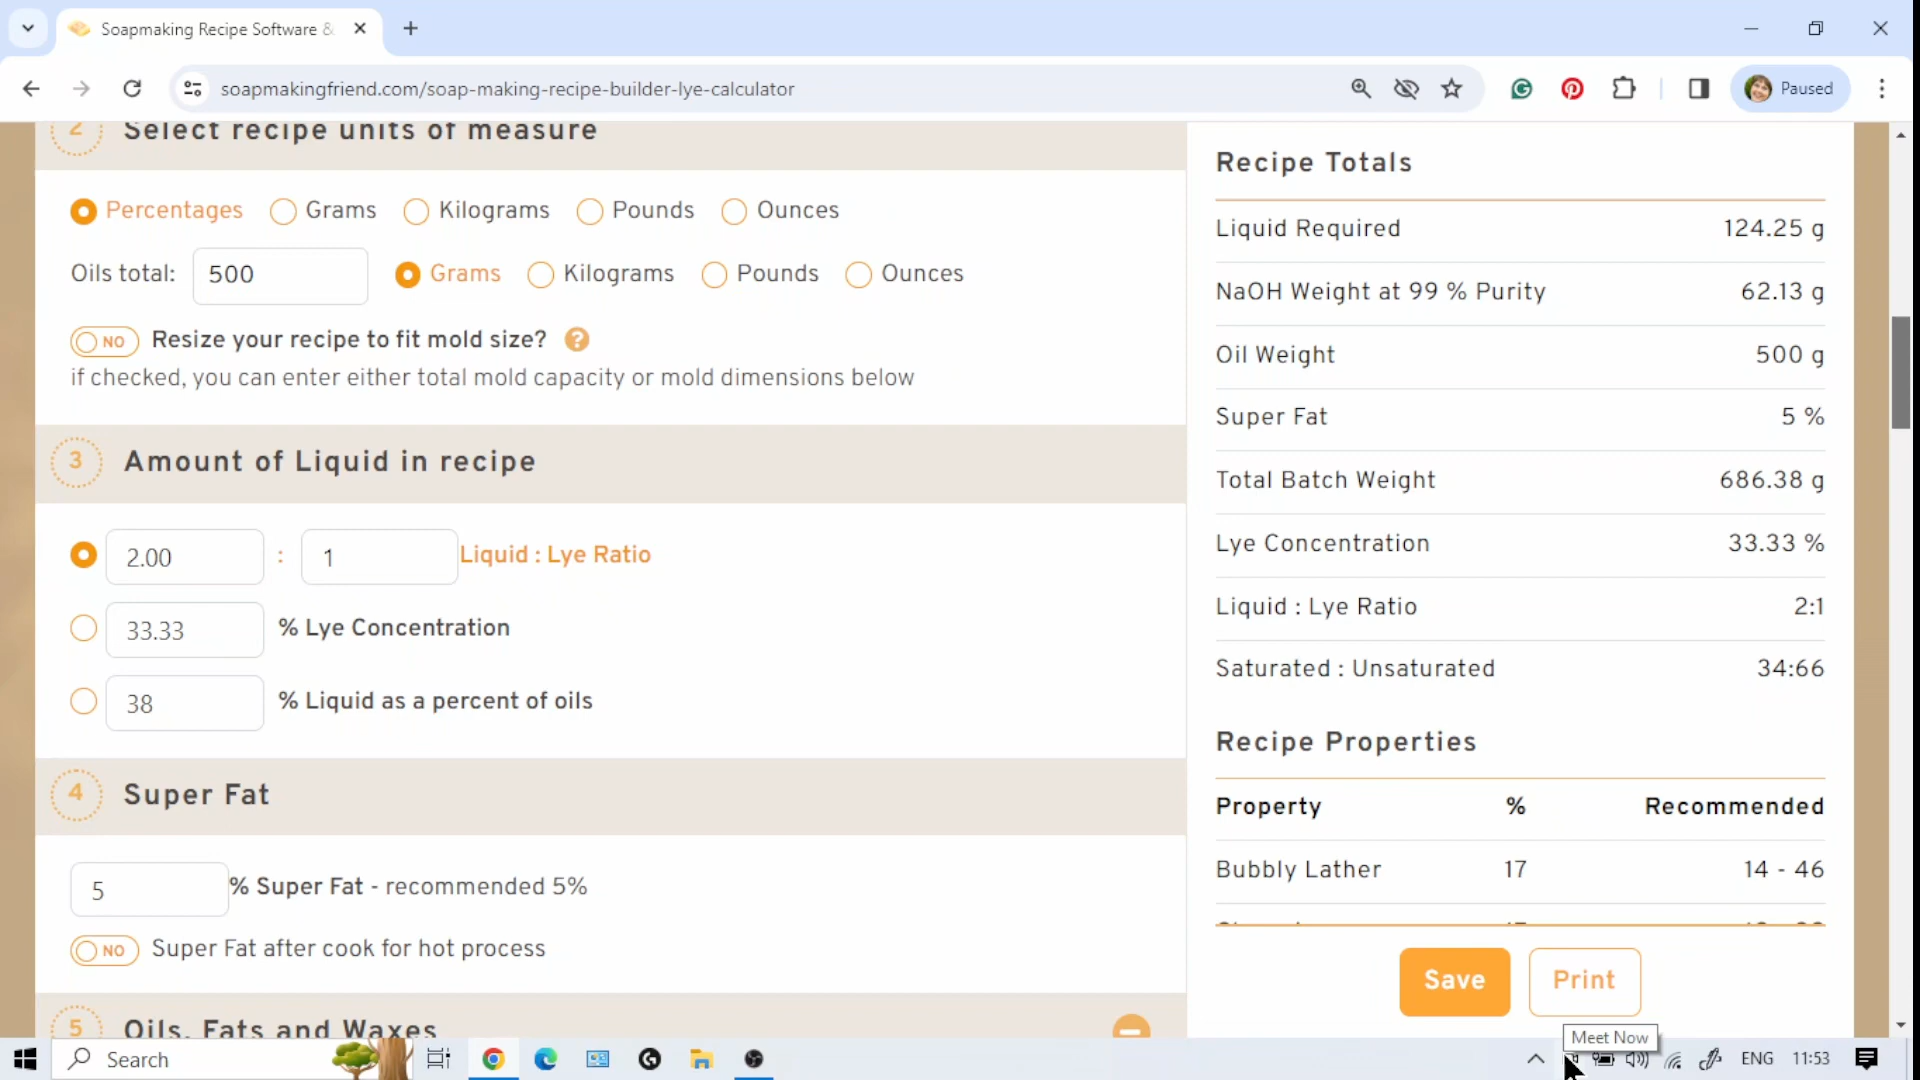 Soapmaking Recipe Software &
soapmakingfriend.com/soap-making-recipe-builder-lye-calculator
Paused
2 Select recipe units of measure
Percentages Grams Kilograms Pounds Ounces
Oils total: 500 Grams Kilograms Pounds Ounces
NO Resize your recipe to fit mold size? ?
if checked, you can enter either total mold capacity or mold dimensions below
3 Amount of Liquid in recipe
2.00 : 1 Liquid : Lye Ratio
33.33 % Lye Concentration
38 % Liquid as a percent of oils
4 Super Fat
5 % Super Fat - recommended 5%
NO Super Fat after cook for hot process
5 Oils, Fats and Waxes
Recipe Totals
Liquid Required 124.25 g
NaOH Weight at 99 % Purity 62.13 g
Oil Weight 500 g
Super Fat 5 %
Total Batch Weight 686.38 g
Lye Concentration 33.33 %
Liquid : Lye Ratio 2:1
Saturated : Unsaturated 34:66
Recipe Properties
Property % Recommended
Bubbly Lather 17 14 - 46
Save Print
Meet Now
Search
ENG 11:53